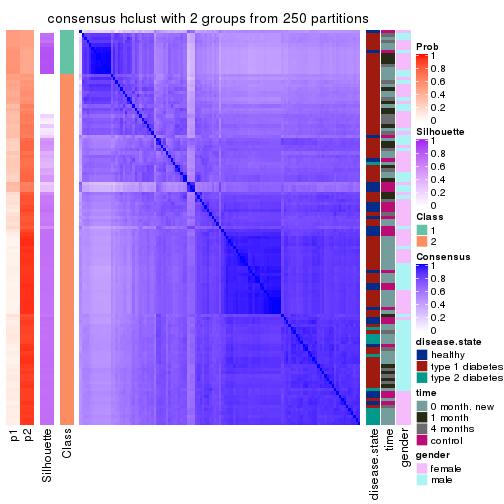 consensus hclust with 2 groups from 250 partitions
p1
p2
Silhouette
Class
disease.state
time
gender
Prob
1
0.8
0.6
0.4
0.2
0
Silhouette
1
0.8
0.6
0.4
0.2
0
Class
1
2
Consensus
1
0.8
0.6
0.4
0.2
0
disease.state
healthy
type 1 diabetes
type 2 diabetes
time
0 month. new
1 month
4 months
control
gender
female
male